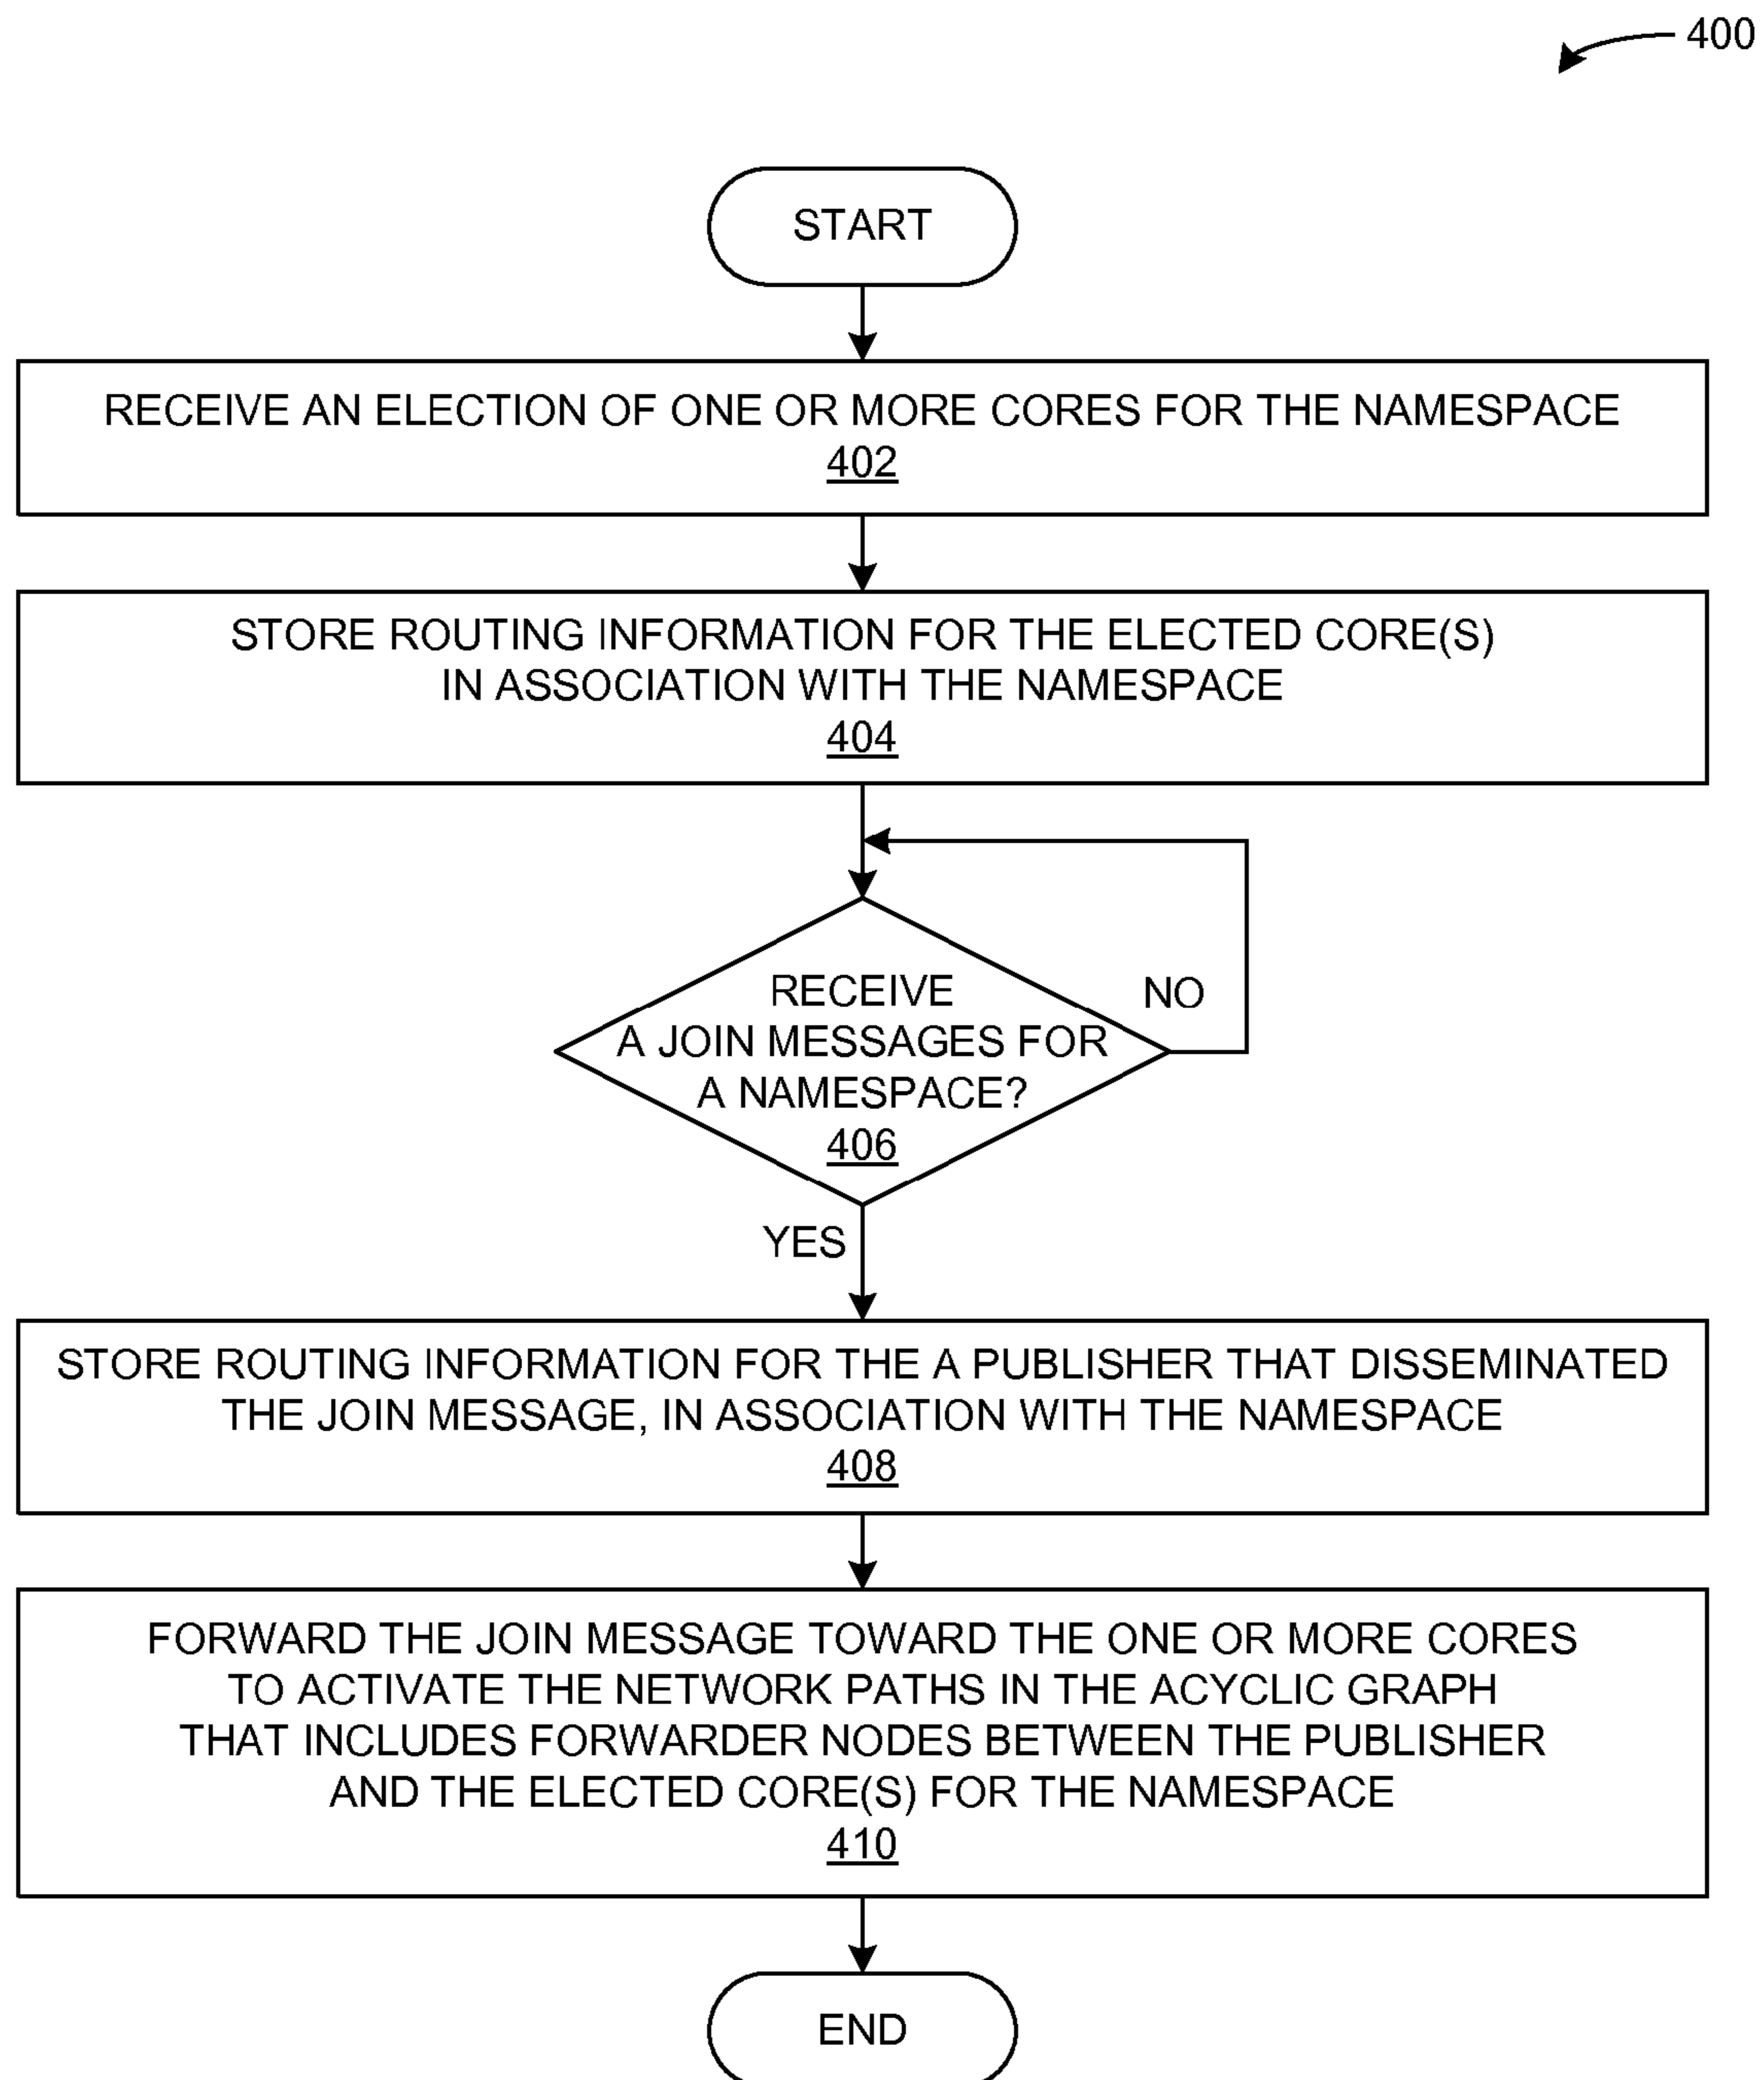 400
START
RECEIVE AN ELECTION OF ONE OR MORE CORES FOR THE NAMESPACE
402
STORE ROUTING INFORMATION FOR THE ELECTED CORE(S)
IN ASSOCIATION WITH THE NAMESPACE
404
RECEIVE
A JOIN MESSAGES FOR
A NAMESPACE?
406
NO
YES
STORE ROUTING INFORMATION FOR THE A PUBLISHER THAT DISSEMINATED
THE JOIN MESSAGE, IN ASSOCIATION WITH THE NAMESPACE
408
FORWARD THE JOIN MESSAGE TOWARD THE ONE OR MORE CORES
TO ACTIVATE THE NETWORK PATHS IN THE ACYCLIC GRAPH
THAT INCLUDES FORWARDER NODES BETWEEN THE PUBLISHER
AND THE ELECTED CORE(S) FOR THE NAMESPACE
410
END